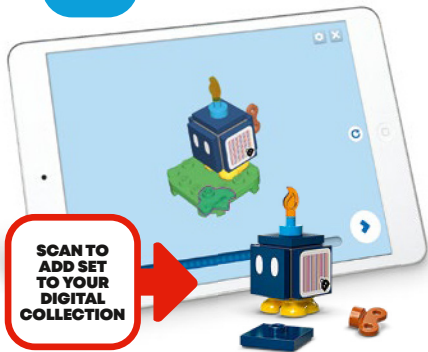 SCAN TO
ADD SET
TO YOUR
DIGITAL
COLLECTION